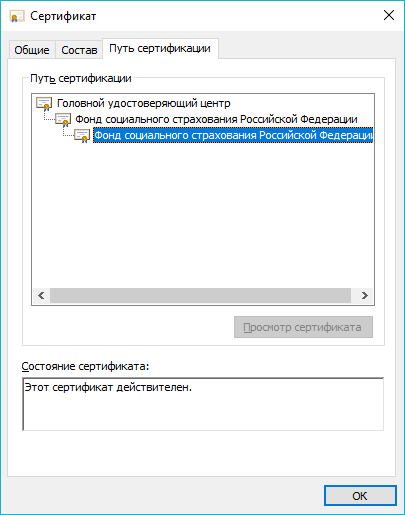 Сертификат
Общие Состав Путь сертификации
Путь сертификации
Головной удостоверяющий центр
Фонд социального страхования Российской Федерации
Фонд социального страхования Российской Федерации
Просмотр сертификата
Состояние сертификата:
Этот сертификат действителен.
OK